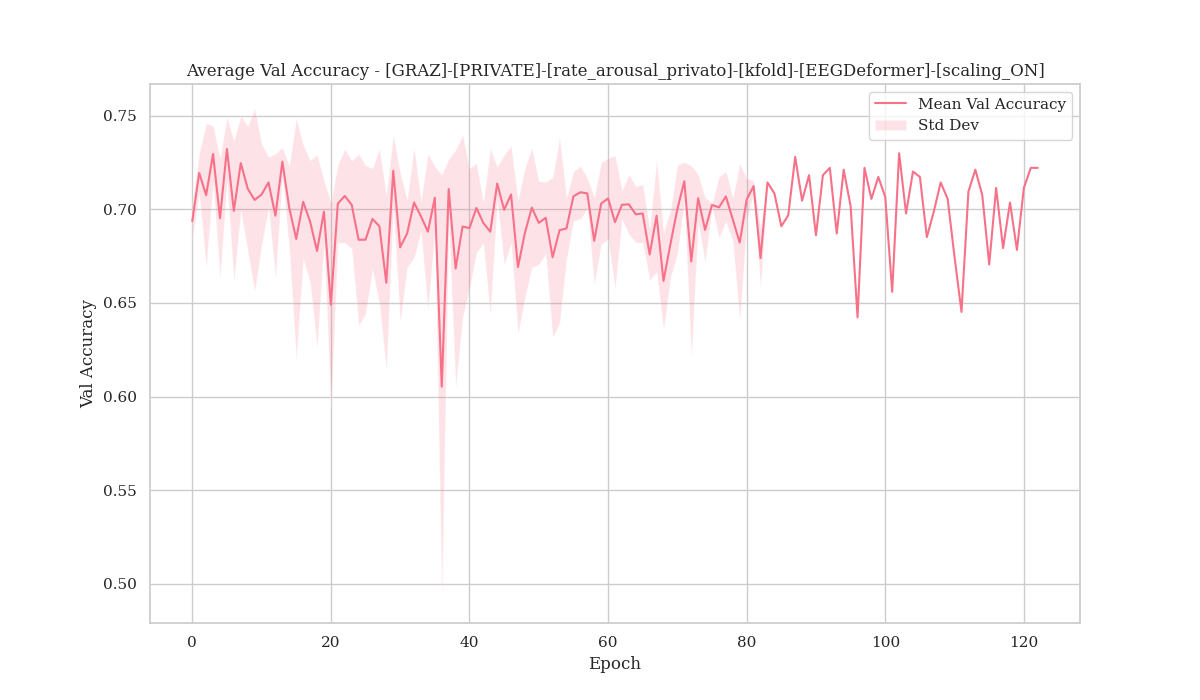 Average Val Accuracy - [GRAZ]-[PRIVATE]-[rate_arousal_privato]-[kfold]-[EEGDeformer]-[scaling_ON]
Mean Val Accuracy
Std Dev
Val Accuracy
0.75
0.70
0.65
0.60
0.55
0.50
0 20 40 60 80 100 120
Epoch